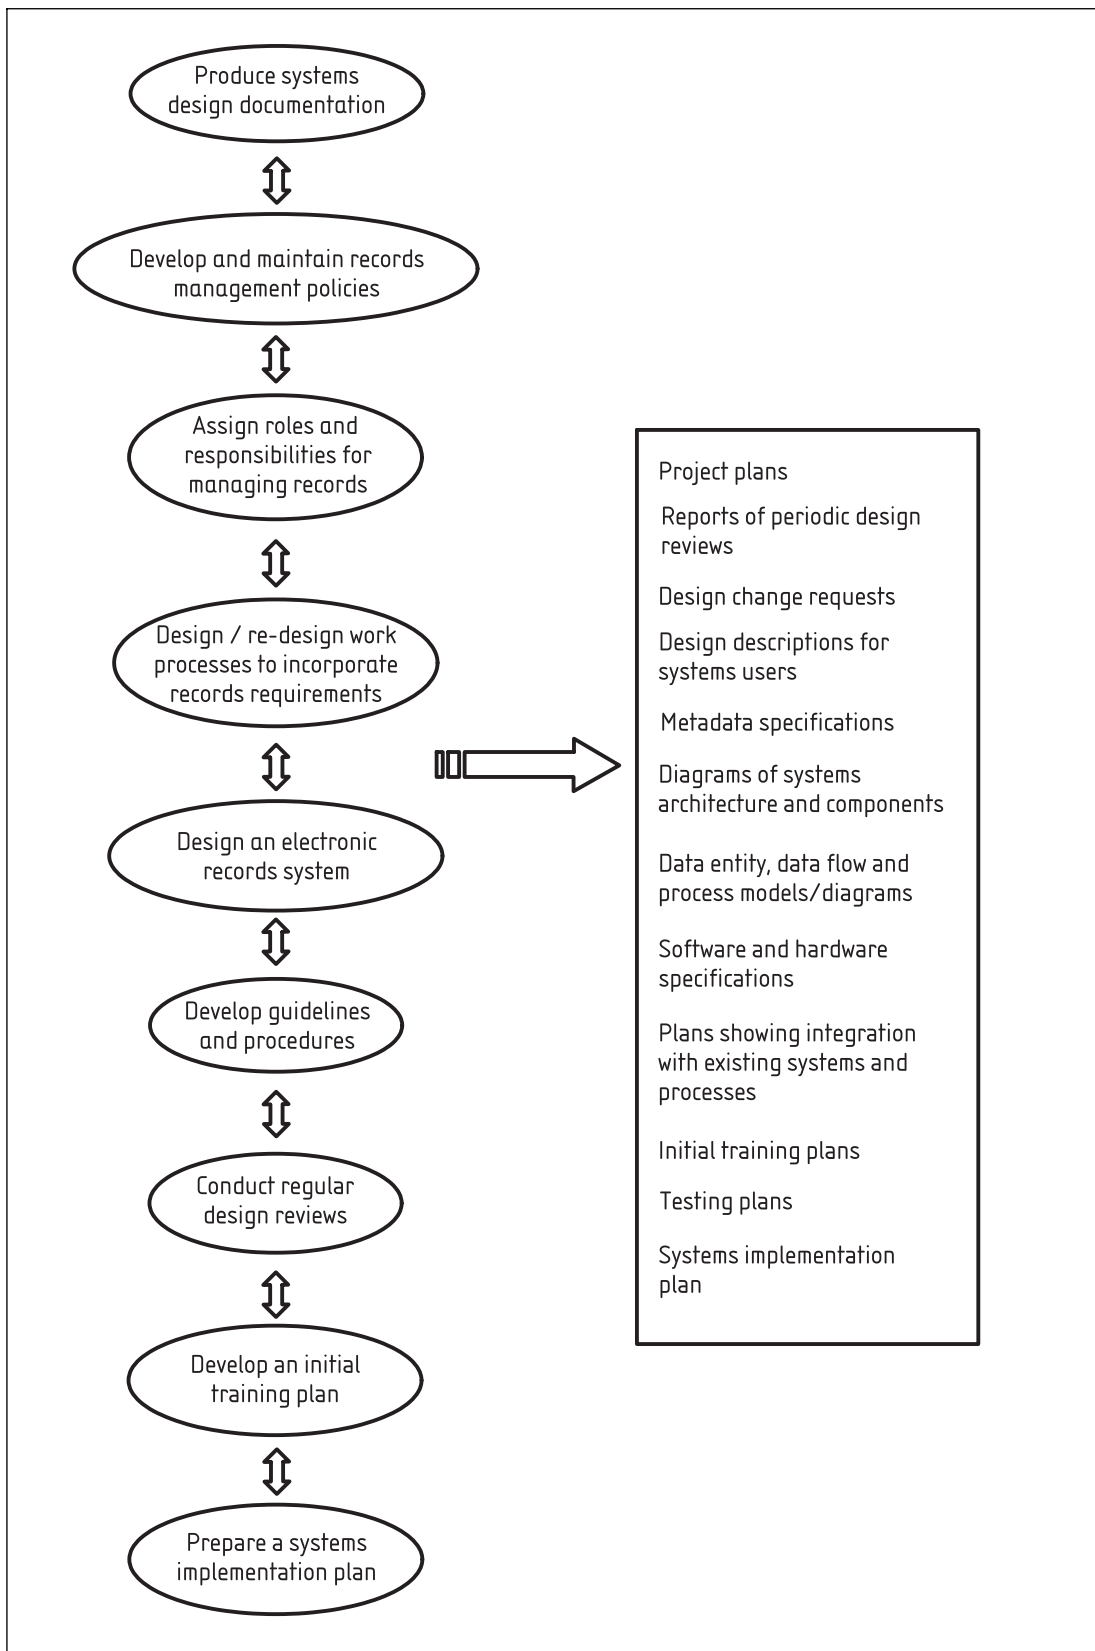 Produce systems
design documentation
Develop and maintain records
management policies
Assign roles and
responsibilities for
managing records
Design / re-design work
processes to incorporate
records requirements
Design an electronic
records system
Develop guidelines
and procedures
Conduct regular
design reviews
Develop an initial
training plan
Prepare a systems
implementation plan
Project plans
Reports of periodic design
reviews
Design change requests
Design descriptions for
systems users
Metadata specifications
Diagrams of systems
architecture and components
Data entity, data flow and
process models/diagrams
Software and hardware
specifications
Plans showing integration
with existing systems and
processes
Initial training plans
Testing plans
Systems implementation
plan